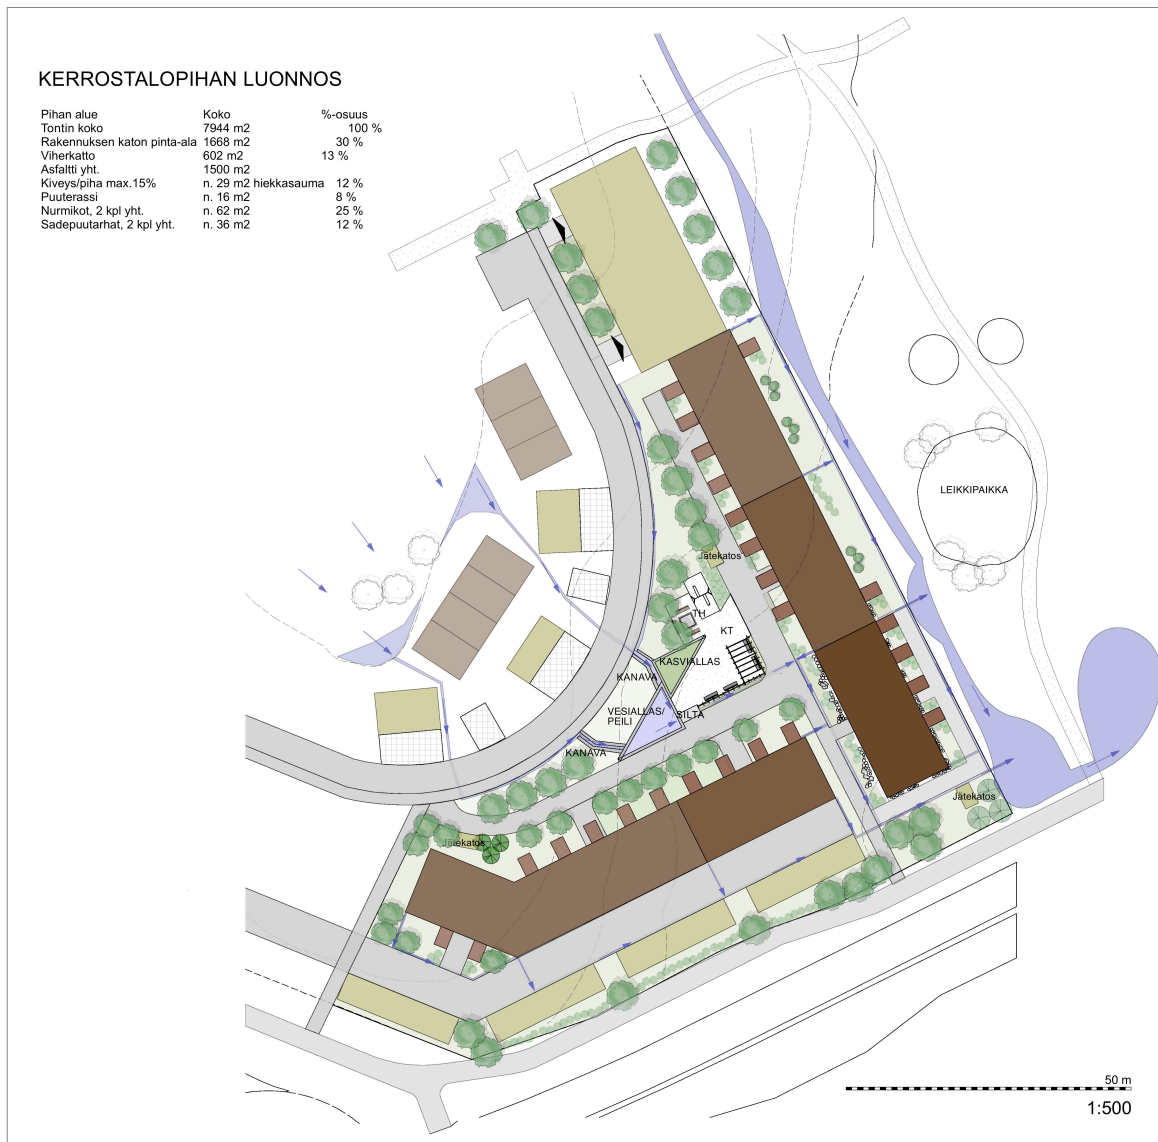 KERROSTALOPIHAN LUONNOS
Pihan alue Koko %-osuus
Tontin koko 7944 m2 100 %
Rakennuksen katon pinta-ala 1668 m2 30 %
Viherkatto 602 m2 13 %
Asfaltti yht. 1500 m2
Kiveys/piha max.15% n. 29 m2 hiekkasauma 12 %
Puuterassi n. 16 m2 8 %
Nurmikot, 2 kpl yht. n. 62 m2 25 %
Sadepuutarhat, 2 kpl yht. n. 36 m2 12 %
LEIKKIPAIKKA
Jätekatos
TH
KT
KASVIALLAS
KANAVA
VESIALLAS/
PEILI
SILTA
KANAVA
Jätekatos
Jätekatos
50 m
1:500